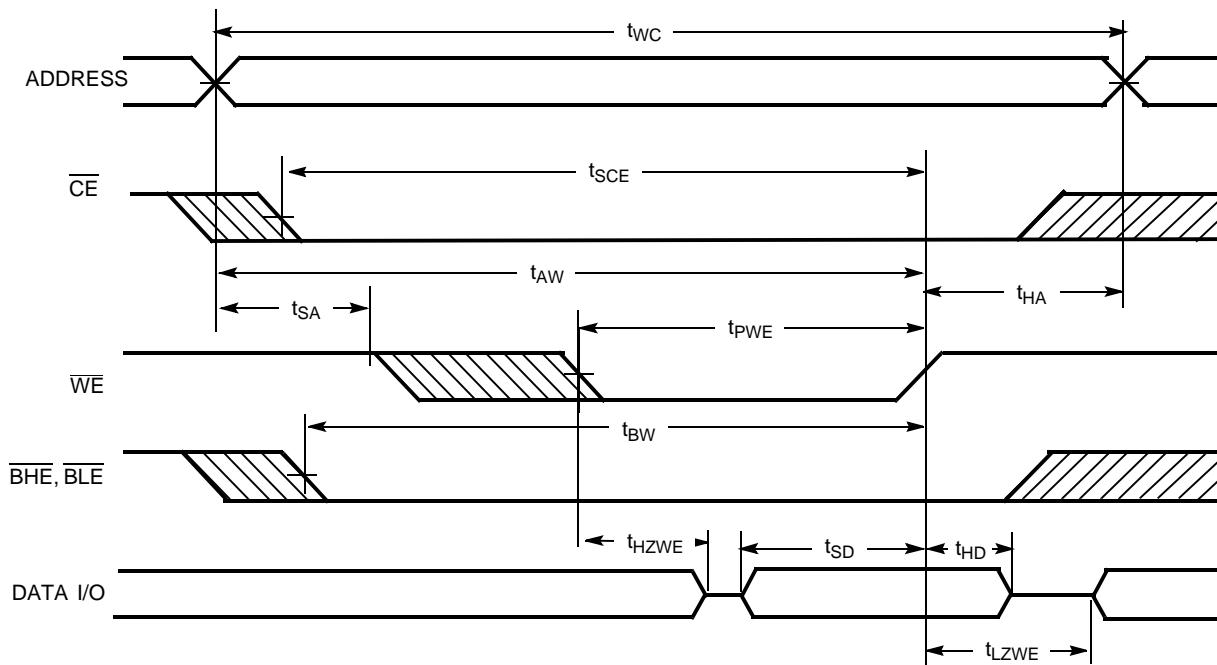 tWC
ADDRESS
CE
tSCE
tAW
tSA
tHA
tPWE
WE
tBW
BHE, BLE
tHZWE
tSD
tHD
DATA I/O
tLZWE